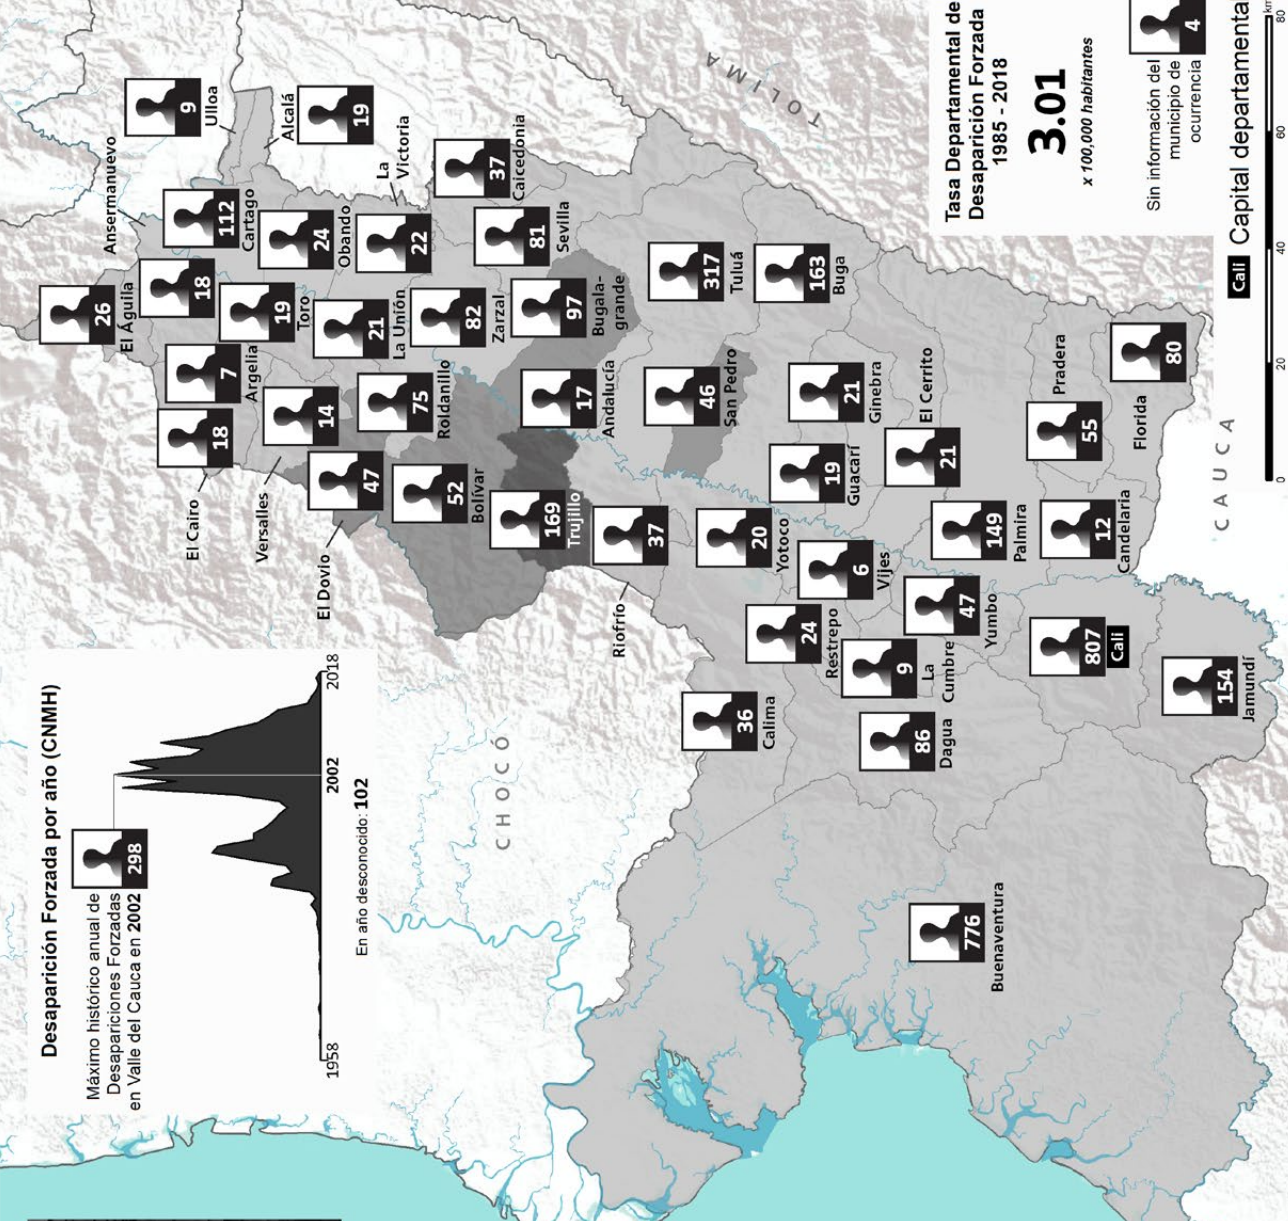 Desaparición Forzada por año (CNMH)
Máximo histórico anual de
Desapariciones Forzadas
en Valle del Cauca en 2002
298
1958
2002
2018
En año desconocido: 102
CHOCÓ
TOLIMA
CAUCA
9
Ulloa
Alcalá
19
Ansermanuevo
112
Cartago
24
Obando
La
Victoria
22
37
Caicedonia
81
Sevilla
26
El Águila
18
19
Toro
21
La Unión
82
Zarzal
97
Bugala-
grande
7
Argelia
18
El Cairo
14
Versalles
75
Roldanillo
47
El Dovio
52
Bolívar
169
Trujillo
17
Andalucía
37
Riofrío
317
Tuluá
163
Buga
46
San Pedro
21
Ginebra
19
Guacarí
El Cerrito
21
20
Yotoco
6
Vijes
24
Restrepo
9
La
Cumbre
47
Yumbo
36
Calima
86
Dagua
149
Palmira
Pradera
55
12
Candelaria
80
Florida
807
Cali
154
Jamundí
776
Buenaventura
Tasa Departamental de
Desaparición Forzada
1985 - 2018
3.01
x 100,000 habitantes
Sin información del
municipio de
ocurrencia
4
Cali Capital departamental
0 20 40 60 80
km